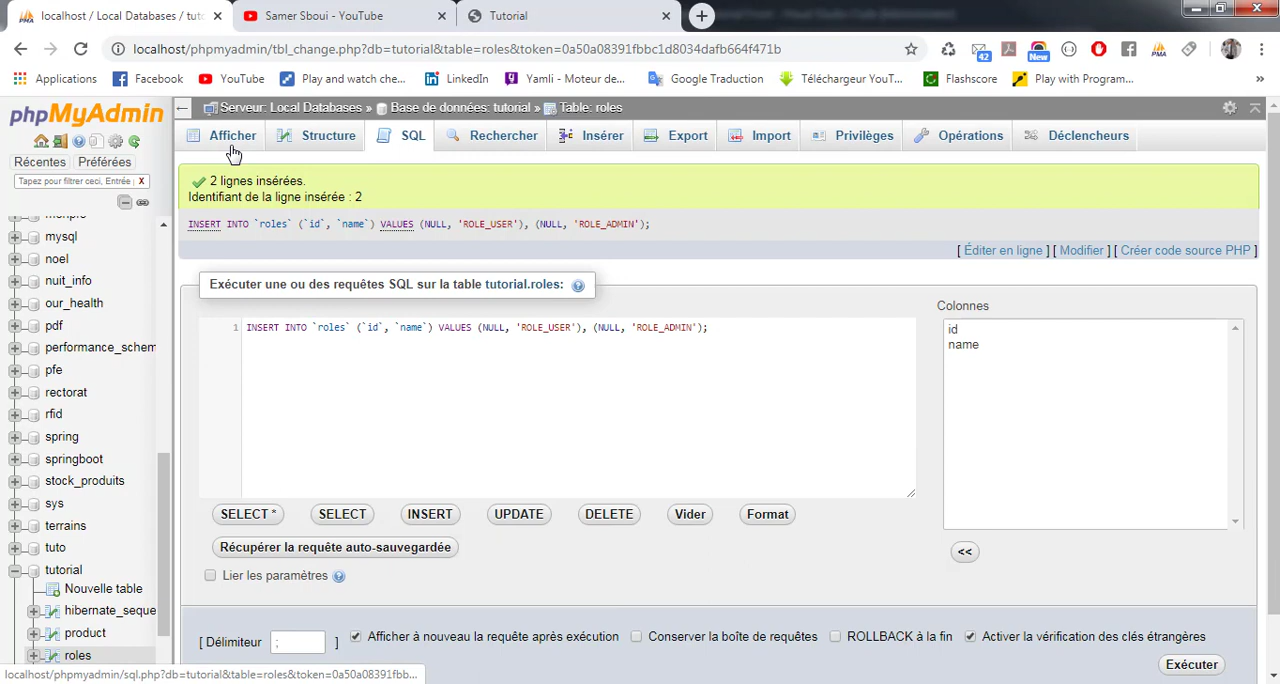 localhost / Local Databases / tuto
Samer Sboui - YouTube
Tutorial
localhost/phpmyadmin/tbl_change.php?db=tutorial&table=roles&token=0a50a08391fbbc1d8034dafb664f471b
42
New
Applications
Facebook
YouTube
Play and watch che...
LinkedIn
Yamli - Moteur de...
Google Traduction
Téléchargeur YouT...
Flashscore
Play with Program...
»
phpMyAdmin
Récentes
Préférées
Tapez pour filtrer ceci, Entrée
X
Serveur: Local Databases » Base de données: tutorial » Table: roles
Afficher
Structure
SQL
Rechercher
Insérer
Export
Import
Privilèges
Opérations
Déclencheurs
2 lignes insérées.
Identifiant de la ligne insérée : 2
INSERT INTO `roles` (`id`, `name`) VALUES (NULL, 'ROLE_USER'), (NULL, 'ROLE_ADMIN');
[ Éditer en ligne ] [ Modifier ] [ Créer code source PHP ]
Exécuter une ou des requêtes SQL sur la table tutorial.roles:
1 INSERT INTO `roles` (`id`, `name`) VALUES (NULL, 'ROLE_USER'), (NULL, 'ROLE_ADMIN');
Colonnes
id
name
<<
SELECT *
SELECT
INSERT
UPDATE
DELETE
Vider
Format
Récupérer la requête auto-sauvegardée
Lier les paramètres
[ Délimiteur ; ]
Afficher à nouveau la requête après exécution
Conserver la boîte de requêtes
ROLLBACK à la fin
Activer la vérification des clés étrangères
Exécuter
mysql
noel
nuit_info
our_health
pdf
performance_schem
pfe
rectorat
rfid
spring
springboot
stock_produits
sys
terrains
tuto
tutorial
Nouvelle table
hibernate_seque
product
roles
localhost/phpmyadmin/sql.php?db=tutorial&table=roles&token=0a50a08391fbb...